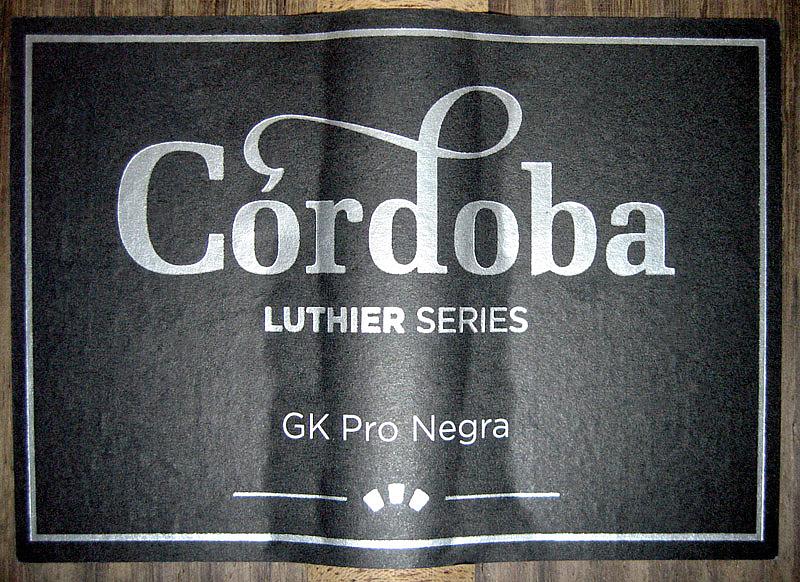 Córdoba
LUTHIER SERIES
GK Pro Negra